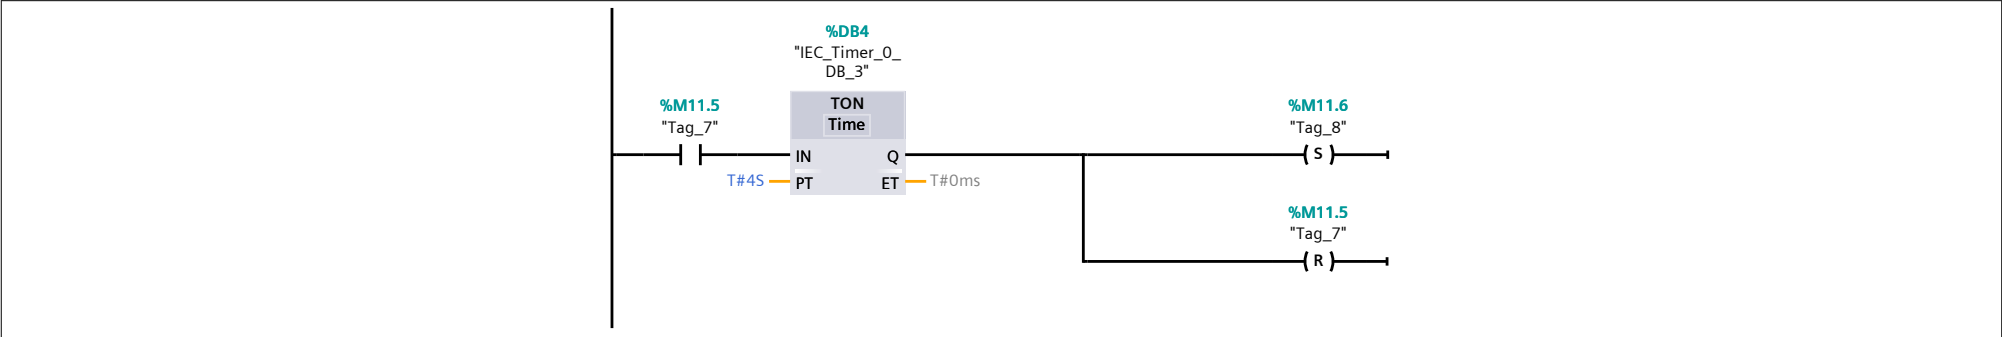 %DB4
"IEC_Timer_0_
DB_3"
%M11.5
"Tag_7"
TON
Time
%M11.6
"Tag_8"
IN
Q
( S )
T#4S
PT
ET
T#0ms
%M11.5
"Tag_7"
( R )